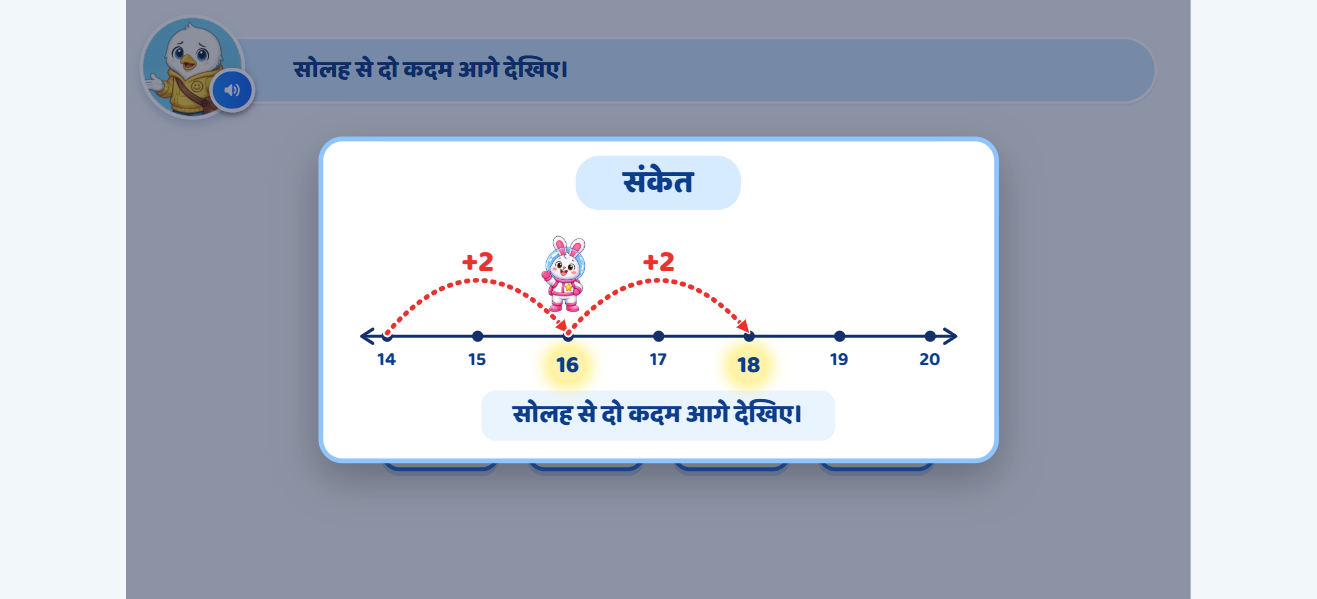 सोलह से दो कदम आगे देखिए।
संकेत
+2 +2
14 15 16 17 18 19 20
सोलह से दो कदम आगे देखिए।